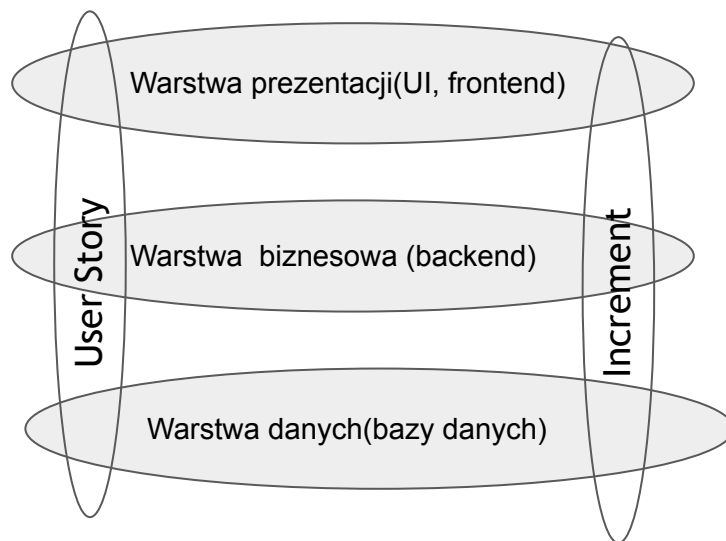 Warstwa prezentacji(UI, frontend)
User Story
Warstwa  biznesowa (backend)
Increment
Warstwa danych(bazy danych)